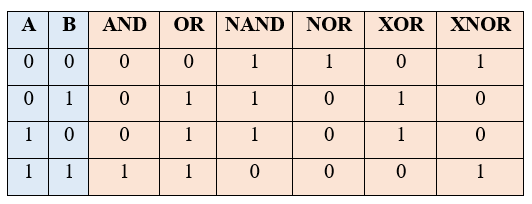 A B AND OR NAND NOR XOR XNOR
0 0 0 0 1 1 0 1
0 1 0 1 1 0 1 0
1 0 0 1 1 0 1 0
1 1 1 1 0 0 0 1